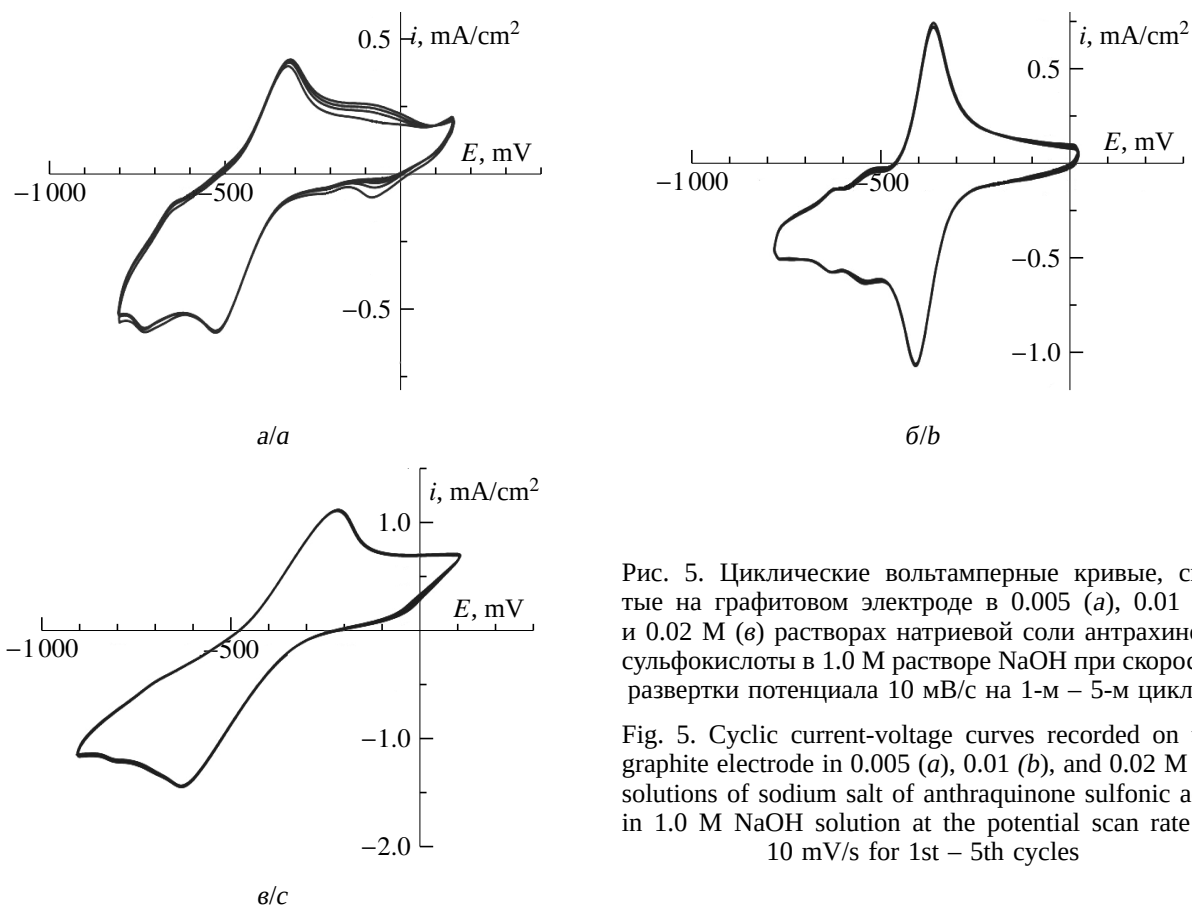 i, mA/cm²
0.5
E, mV
−1000
−500
−0.5
а/a
i, mA/cm²
0.5
E, mV
−1000
−500
−0.5
−1.0
б/b
i, mA/cm²
1.0
E, mV
−1000
−500
−1.0
−2.0
в/c
Рис. 5. Циклические вольтамперные кривые,
тые на графитовом электроде в 0.005 (а), 0.01
и 0.02 М (в) растворах натриевой соли антрахино
сульфокислоты в 1.0 М растворе NaOH при скорос
развертки потенциала 10 мВ/с на 1-м – 5-м цикл
Fig. 5. Cyclic current-voltage curves recorded on
graphite electrode in 0.005 (a), 0.01 (b), and 0.02 M
solutions of sodium salt of anthraquinone sulfonic a
in 1.0 M NaOH solution at the potential scan rate
10 mV/s for 1st – 5th cycles